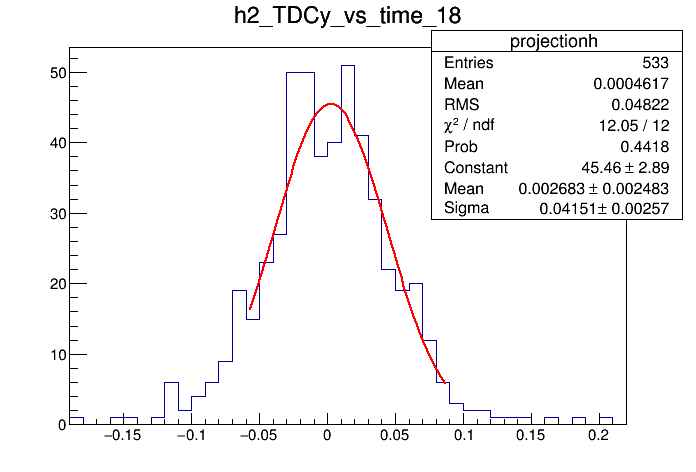 h2_TDCy_vs_time_18
projectionh
Entries 533
Mean 0.0004617
RMS 0.04822
χ² / ndf 12.05 / 12
Prob 0.4418
Constant 45.46 ± 2.89
Mean 0.002683 ± 0.002483
Sigma 0.04151± 0.00257
50
40
30
20
10
0
−0.15 −0.1 −0.05 0 0.05 0.1 0.15 0.2